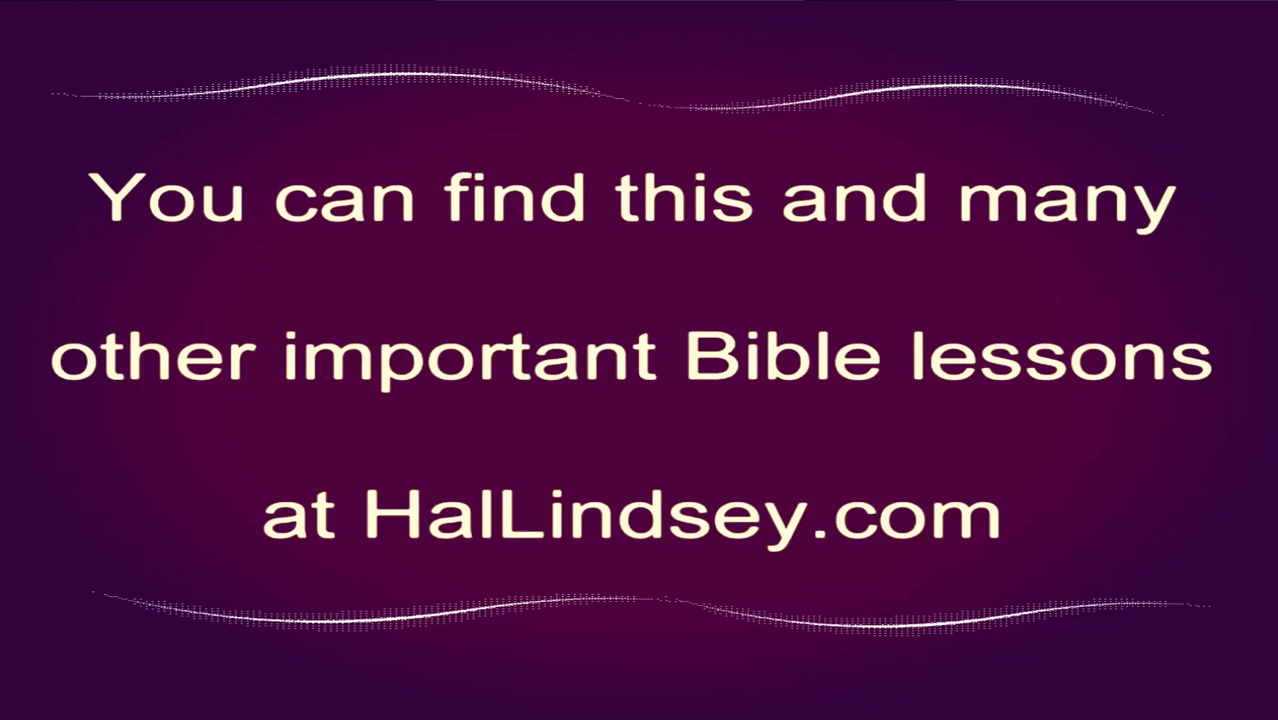 You can find this and many
other important Bible lessons
at HalLindsey.com